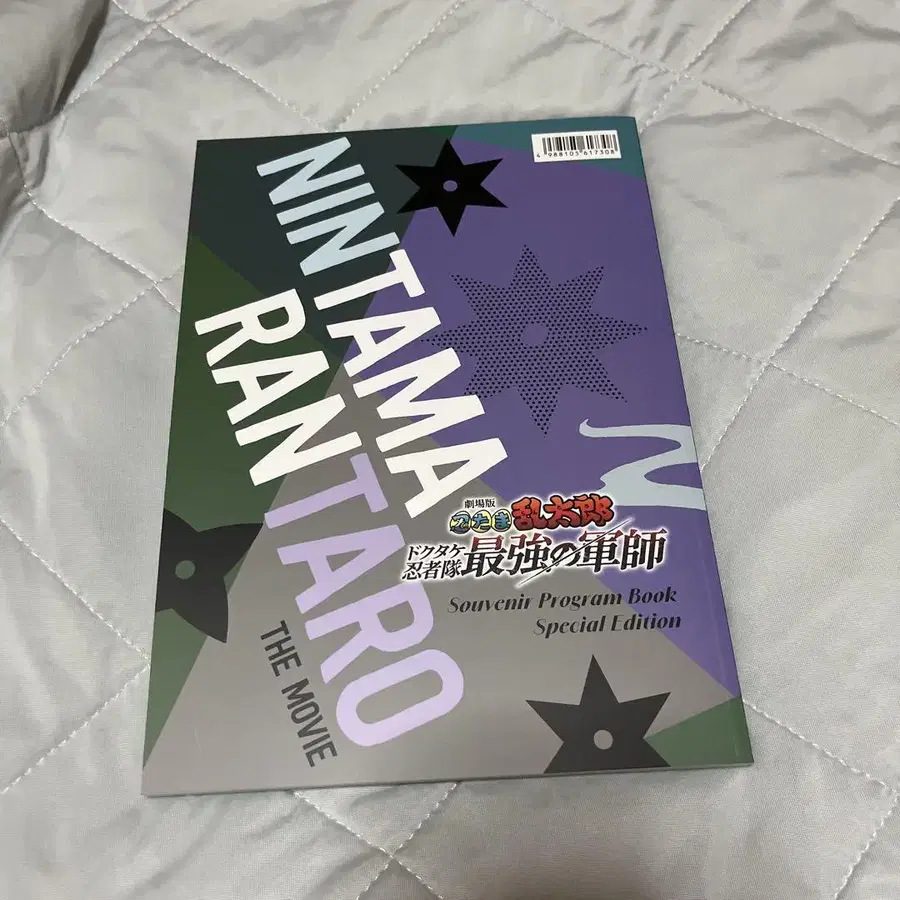 4 988105 617308
NINTAMA
RANTARO
THE MOVIE
劇場版
忍たま乱太郎
ドクタケ
忍者隊
最強の軍師
Souvenir Program Book
Special Edition